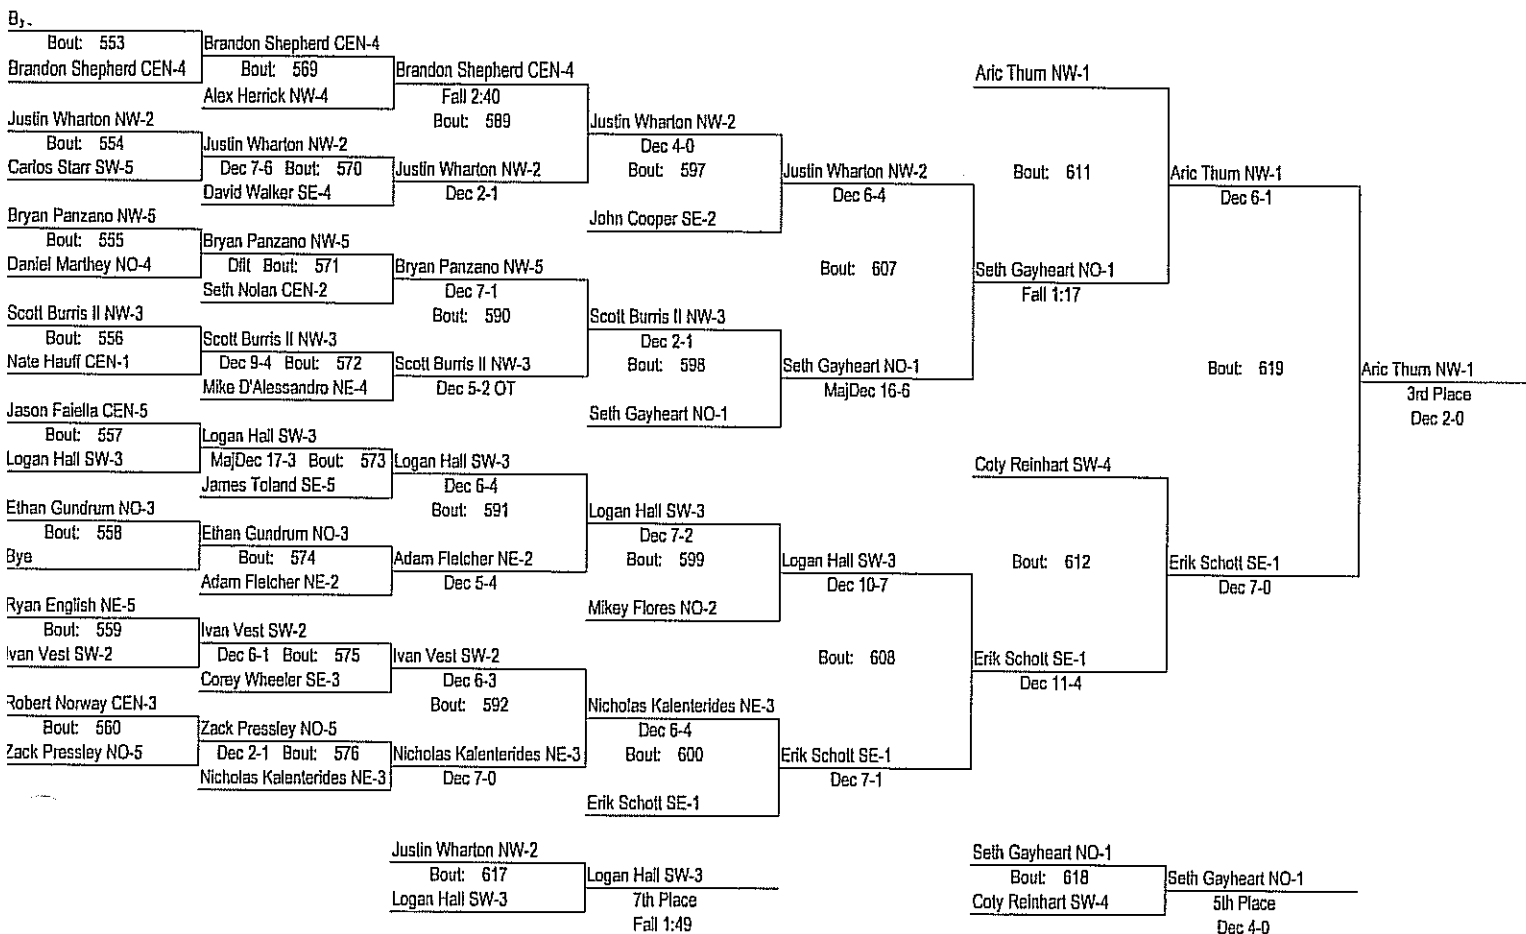 Bout: 553
Brandon Shepherd CEN-4
Justin Wharton NW-2
Bout: 554
Carlos Starr SW-5
Bryan Panzano NW-5
Bout: 555
Daniel Marthey NO-4
Scott Burris II NW-3
Bout: 556
Nate Hauff CEN-1
Jason Faiella CEN-5
Bout: 557
Logan Hall SW-3
Ethan Gundrum NO-3
Bout: 558
Bye
Ryan English NE-5
Bout: 559
Ivan Vest SW-2
Robert Norway CEN-3
Bout: 560
Zack Pressley NO-5
Brandon Shepherd CEN-4
Bout: 569
Alex Herrick NW-4
Justin Wharton NW-2
Dec 7-6 Bout: 570
David Walker SE-4
Bryan Panzano NW-5
Dflt Bout: 571
Seth Nolan CEN-2
Scott Burris II NW-3
Dec 9-4 Bout: 572
Mike D'Alessandro NE-4
Logan Hall SW-3
MajDec 17-3 Bout: 573
James Toland SE-5
Ethan Gundrum NO-3
Bout: 574
Adam Fletcher NE-2
Ivan Vest SW-2
Dec 6-1 Bout: 575
Corey Wheeler SE-3
Zack Pressley NO-5
Dec 2-1 Bout: 576
Nicholas Kalenterides NE-3
Brandon Shepherd CEN-4
Fall 2:40
Bout: 589
Justin Wharton NW-2
Dec 2-1
Bryan Panzano NW-5
Dec 7-1
Bout: 590
Scott Burris II NW-3
Dec 5-2 OT
Logan Hall SW-3
Dec 6-4
Bout: 591
Adam Fletcher NE-2
Dec 5-4
Ivan Vest SW-2
Dec 6-3
Bout: 592
Nicholas Kalenterides NE-3
Dec 7-0
Justin Wharton NW-2
Dec 4-0
Bout: 597
John Cooper SE-2
Scott Burris II NW-3
Dec 2-1
Bout: 598
Seth Gayheart NO-1
Logan Hall SW-3
Dec 7-2
Bout: 599
Mikey Flores NO-2
Nicholas Kalenterides NE-3
Dec 6-4
Bout: 600
Erik Schott SE-1
Justin Wharton NW-2
Dec 6-4
Bout: 607
Seth Gayheart NO-1
MajDec 16-6
Logan Hall SW-3
Dec 10-7
Bout: 608
Erik Schott SE-1
Dec 7-1
Aric Thum NW-1
Bout: 611
Seth Gayheart NO-1
Fall 1:17
Coty Reinhart SW-4
Bout: 612
Erik Schott SE-1
Dec 11-4
Aric Thum NW-1
Dec 6-1
Bout: 619
Erik Schott SE-1
Dec 7-0
Aric Thum NW-1
3rd Place
Dec 2-0
Justin Wharton NW-2
Bout: 617
Logan Hall SW-3
Logan Hall SW-3
7th Place
Fall 1:49
Seth Gayheart NO-1
Bout: 618
Coty Reinhart SW-4
Seth Gayheart NO-1
5th Place
Dec 4-0